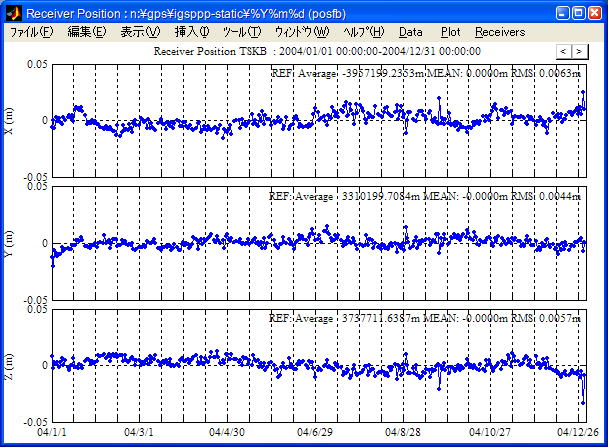 Receiver Position : n:¥gps¥igsppp-static¥%Y%m%d (posfb)
ファイル(F) 編集(E) 表示(V) 挿入(I) ツール(T) ウィンドウ(W) ヘルプ(H) Data Plot Receivers
Receiver Position TSKB : 2004/01/01 00:00:00-2004/12/31 00:00:00
< >
0.05
REF: Average -3957199.2353m MEAN: 0.0000m RMS: 0.0063m
X (m)
0
-0.05
0.05
REF: Average 3310199.7084m MEAN: -0.0000m RMS: 0.0044m
Y (m)
0
-0.05
0.05
REF: Average 3737711.6387m MEAN: -0.0000m RMS: 0.0057m
Z (m)
0
-0.05
04/1/1 04/3/1 04/4/30 04/6/29 04/8/28 04/10/27 04/12/26